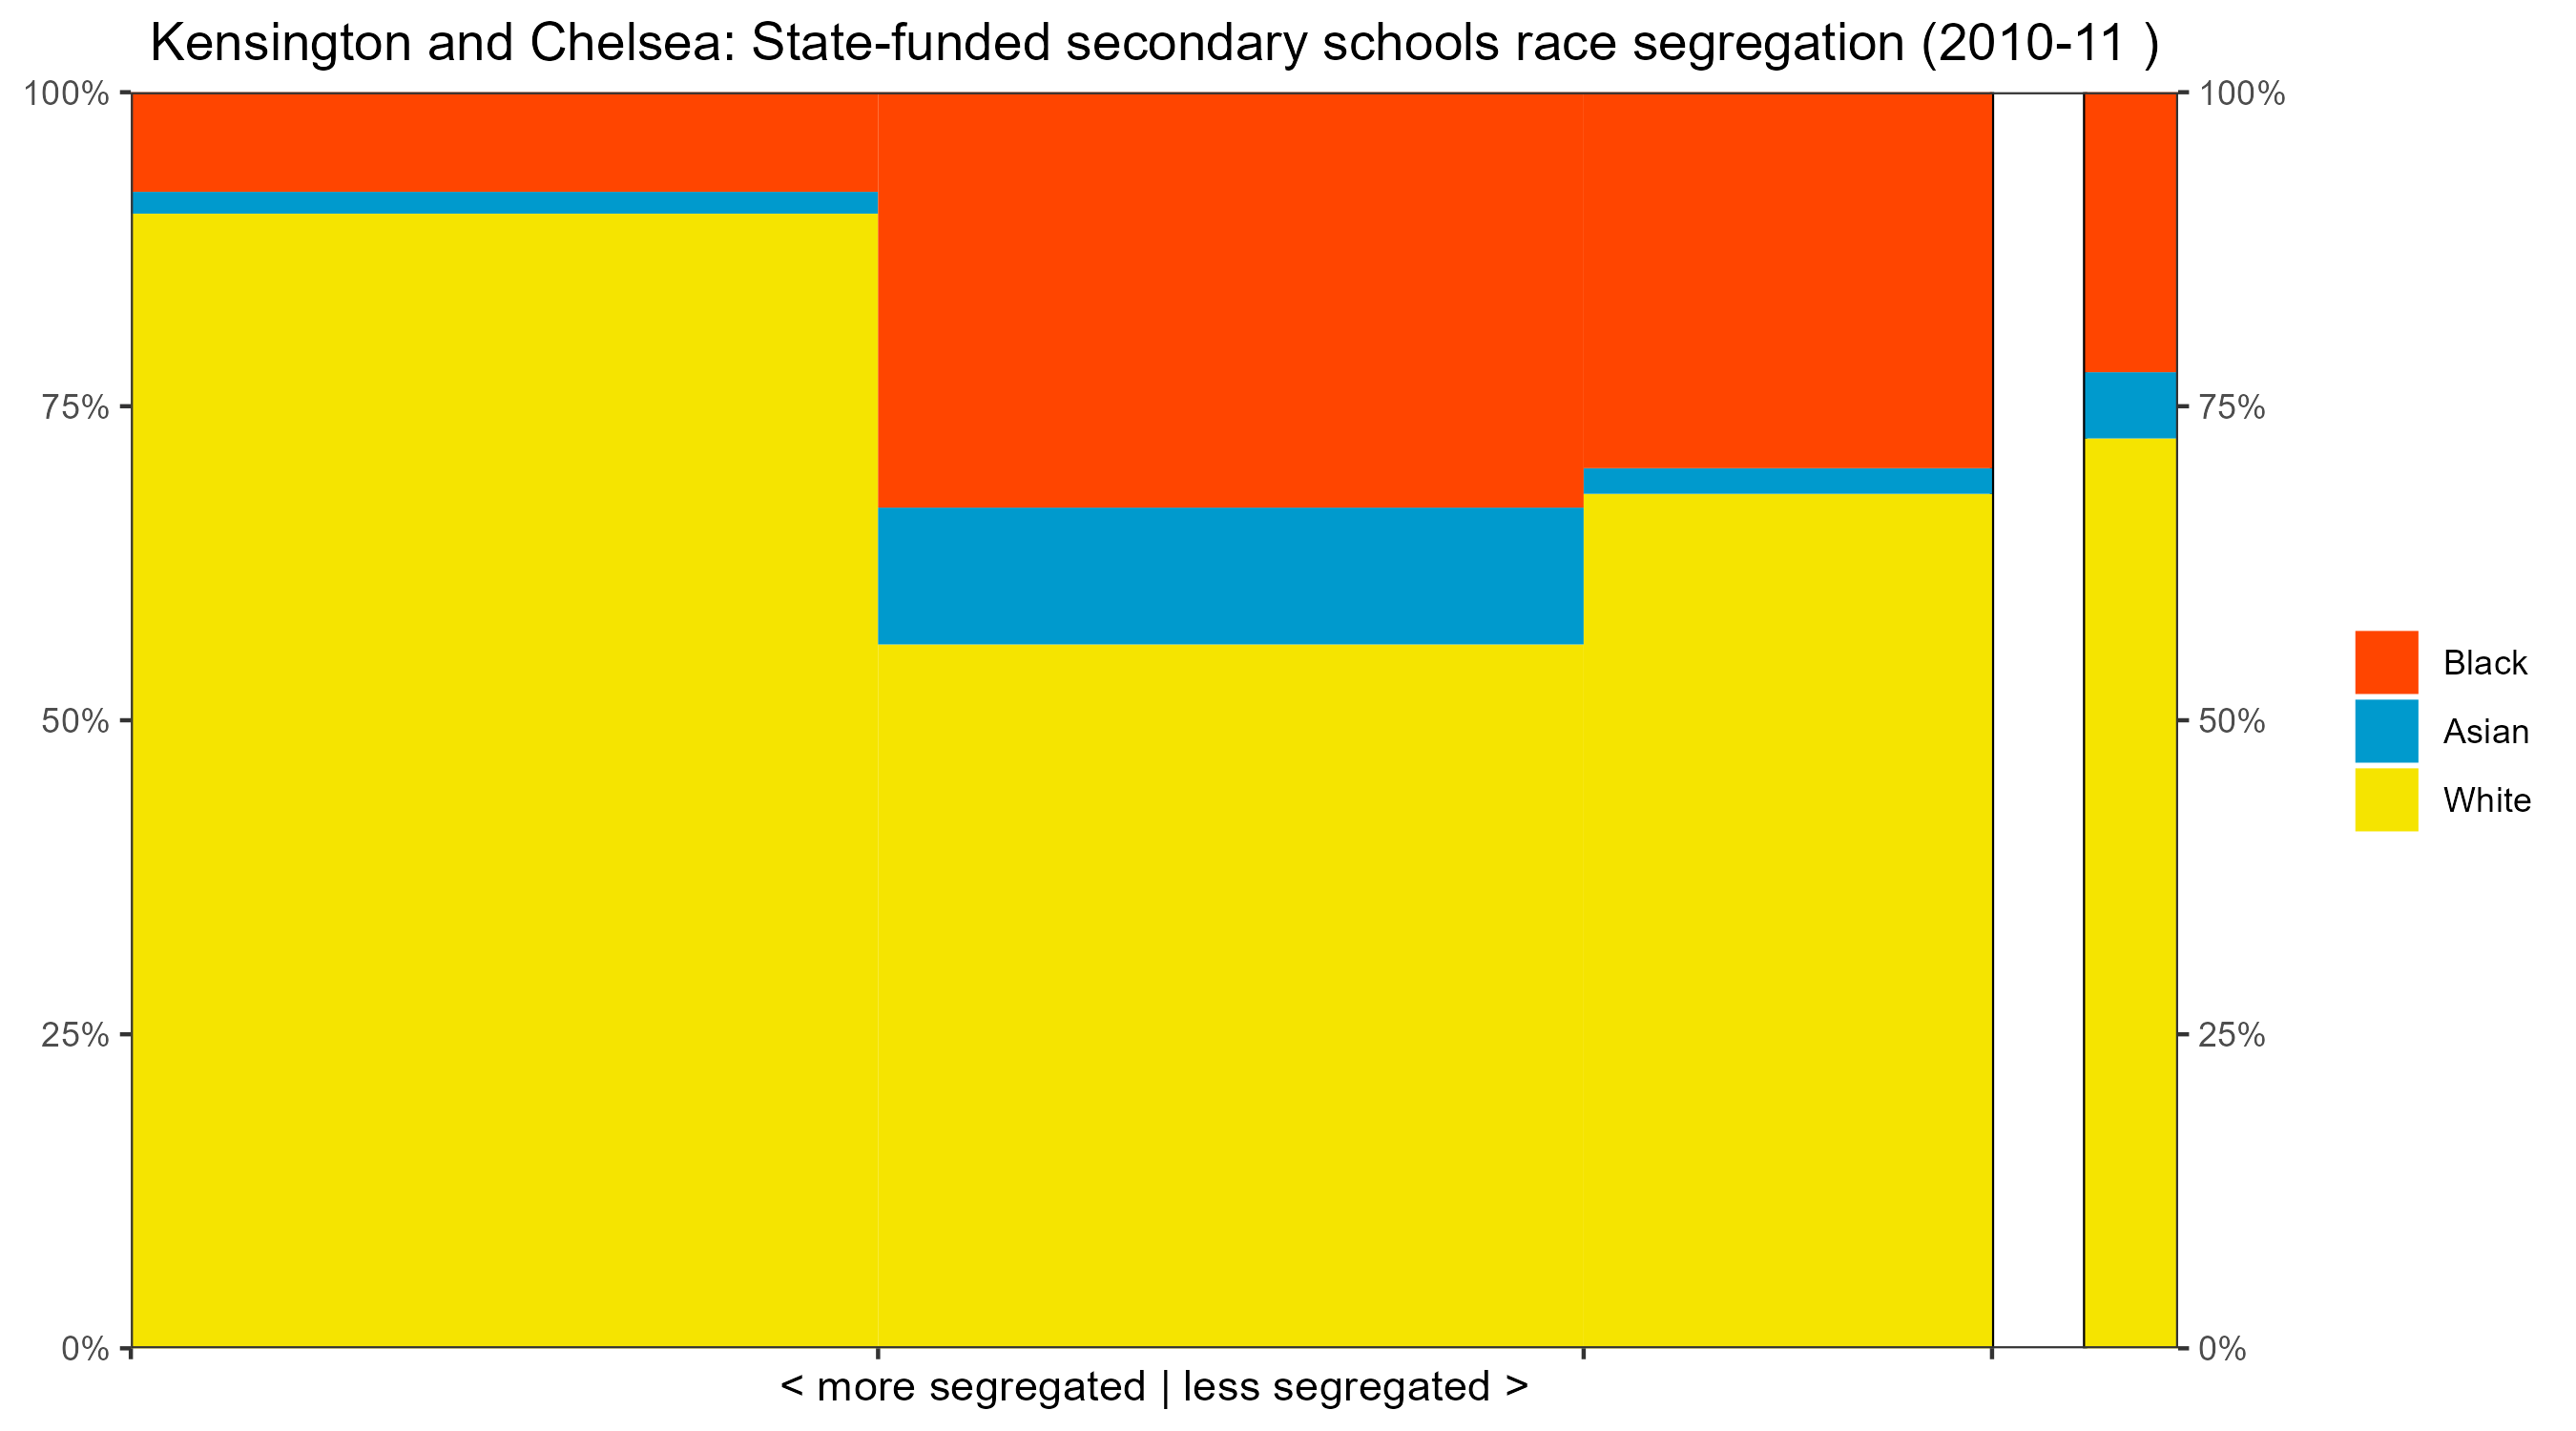 Kensington and Chelsea: State-funded secondary schools race segregation (2010-11 )
100%
75%
50%
25%
0%
100%
75%
50%
25%
0%
Black
Asian
White
< more segregated | less segregated >